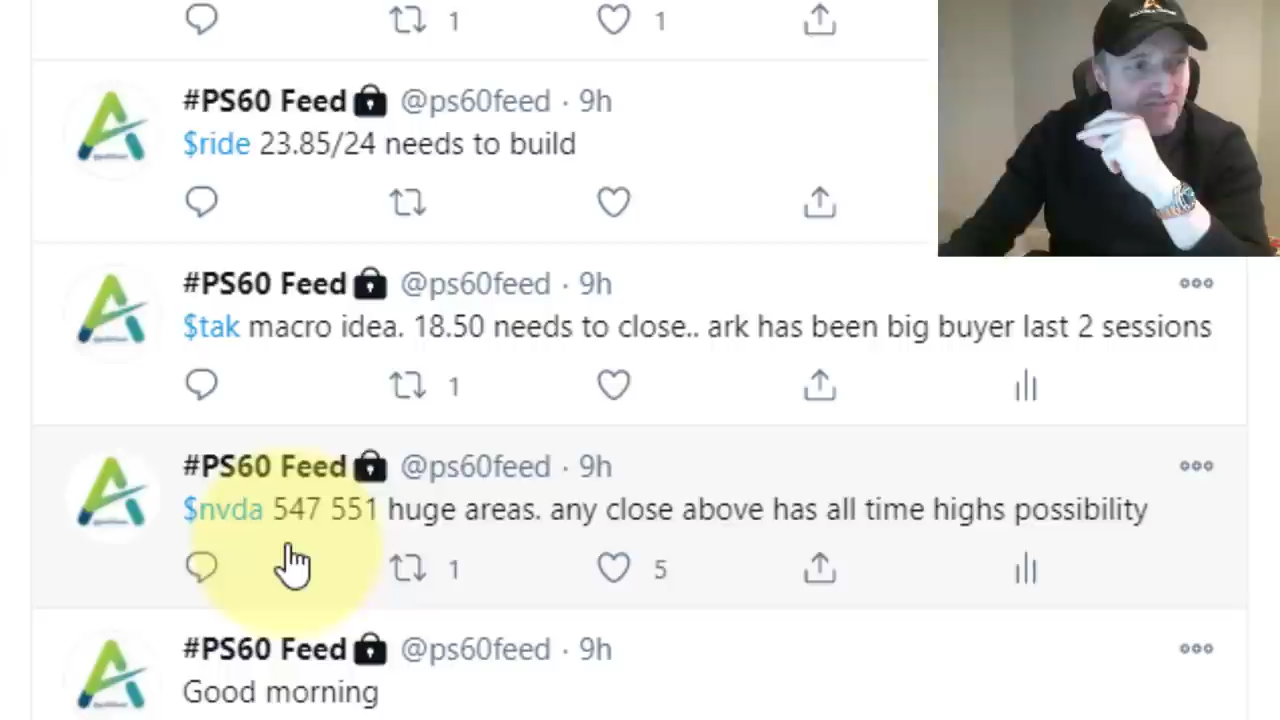 1 1
#PS60 Feed @ps60feed · 9h
$ride 23.85/24 needs to build
#PS60 Feed @ps60feed · 9h
$tak macro idea. 18.50 needs to close.. ark has been big buyer last 2 sessions
1
#PS60 Feed @ps60feed · 9h
$nvda 547 551 huge areas. any close above has all time highs possibility
1 5
#PS60 Feed @ps60feed · 9h
Good morning